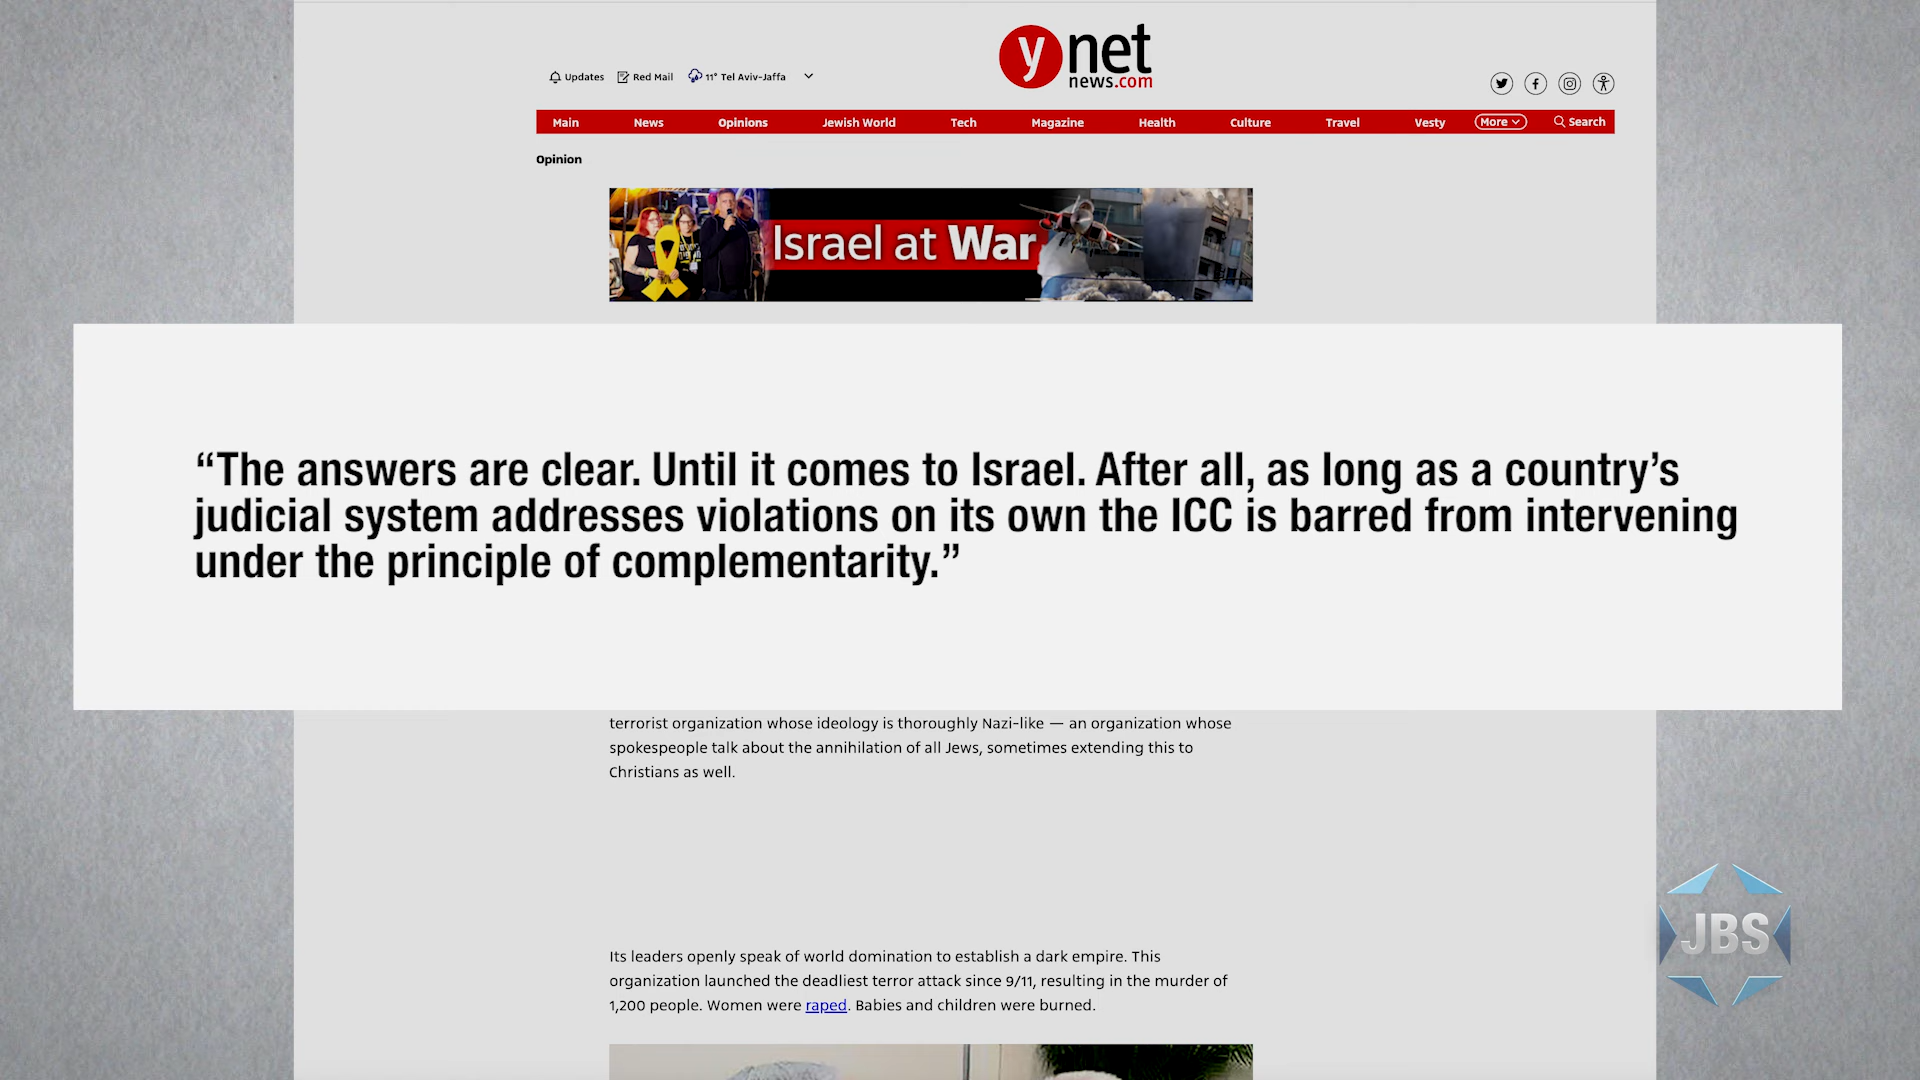 y net
news.com
Updates Red Mail 11° Tel Aviv-Jaffa
Main News Opinions Jewish World Tech Magazine Health Culture Travel Vesty More Search
Opinion
Israel at War
“The answers are clear. Until it comes to Israel. After all, as long as a country’s
judicial system addresses violations on its own the ICC is barred from intervening
under the principle of complementarity.”
terrorist organization whose ideology is thoroughly Nazi-like — an organization whose
spokespeople talk about the annihilation of all Jews, sometimes extending this to
Christians as well.
Its leaders openly speak of world domination to establish a dark empire. This
organization launched the deadliest terror attack since 9/11, resulting in the murder of
1,200 people. Women were raped. Babies and children were burned.
JBS